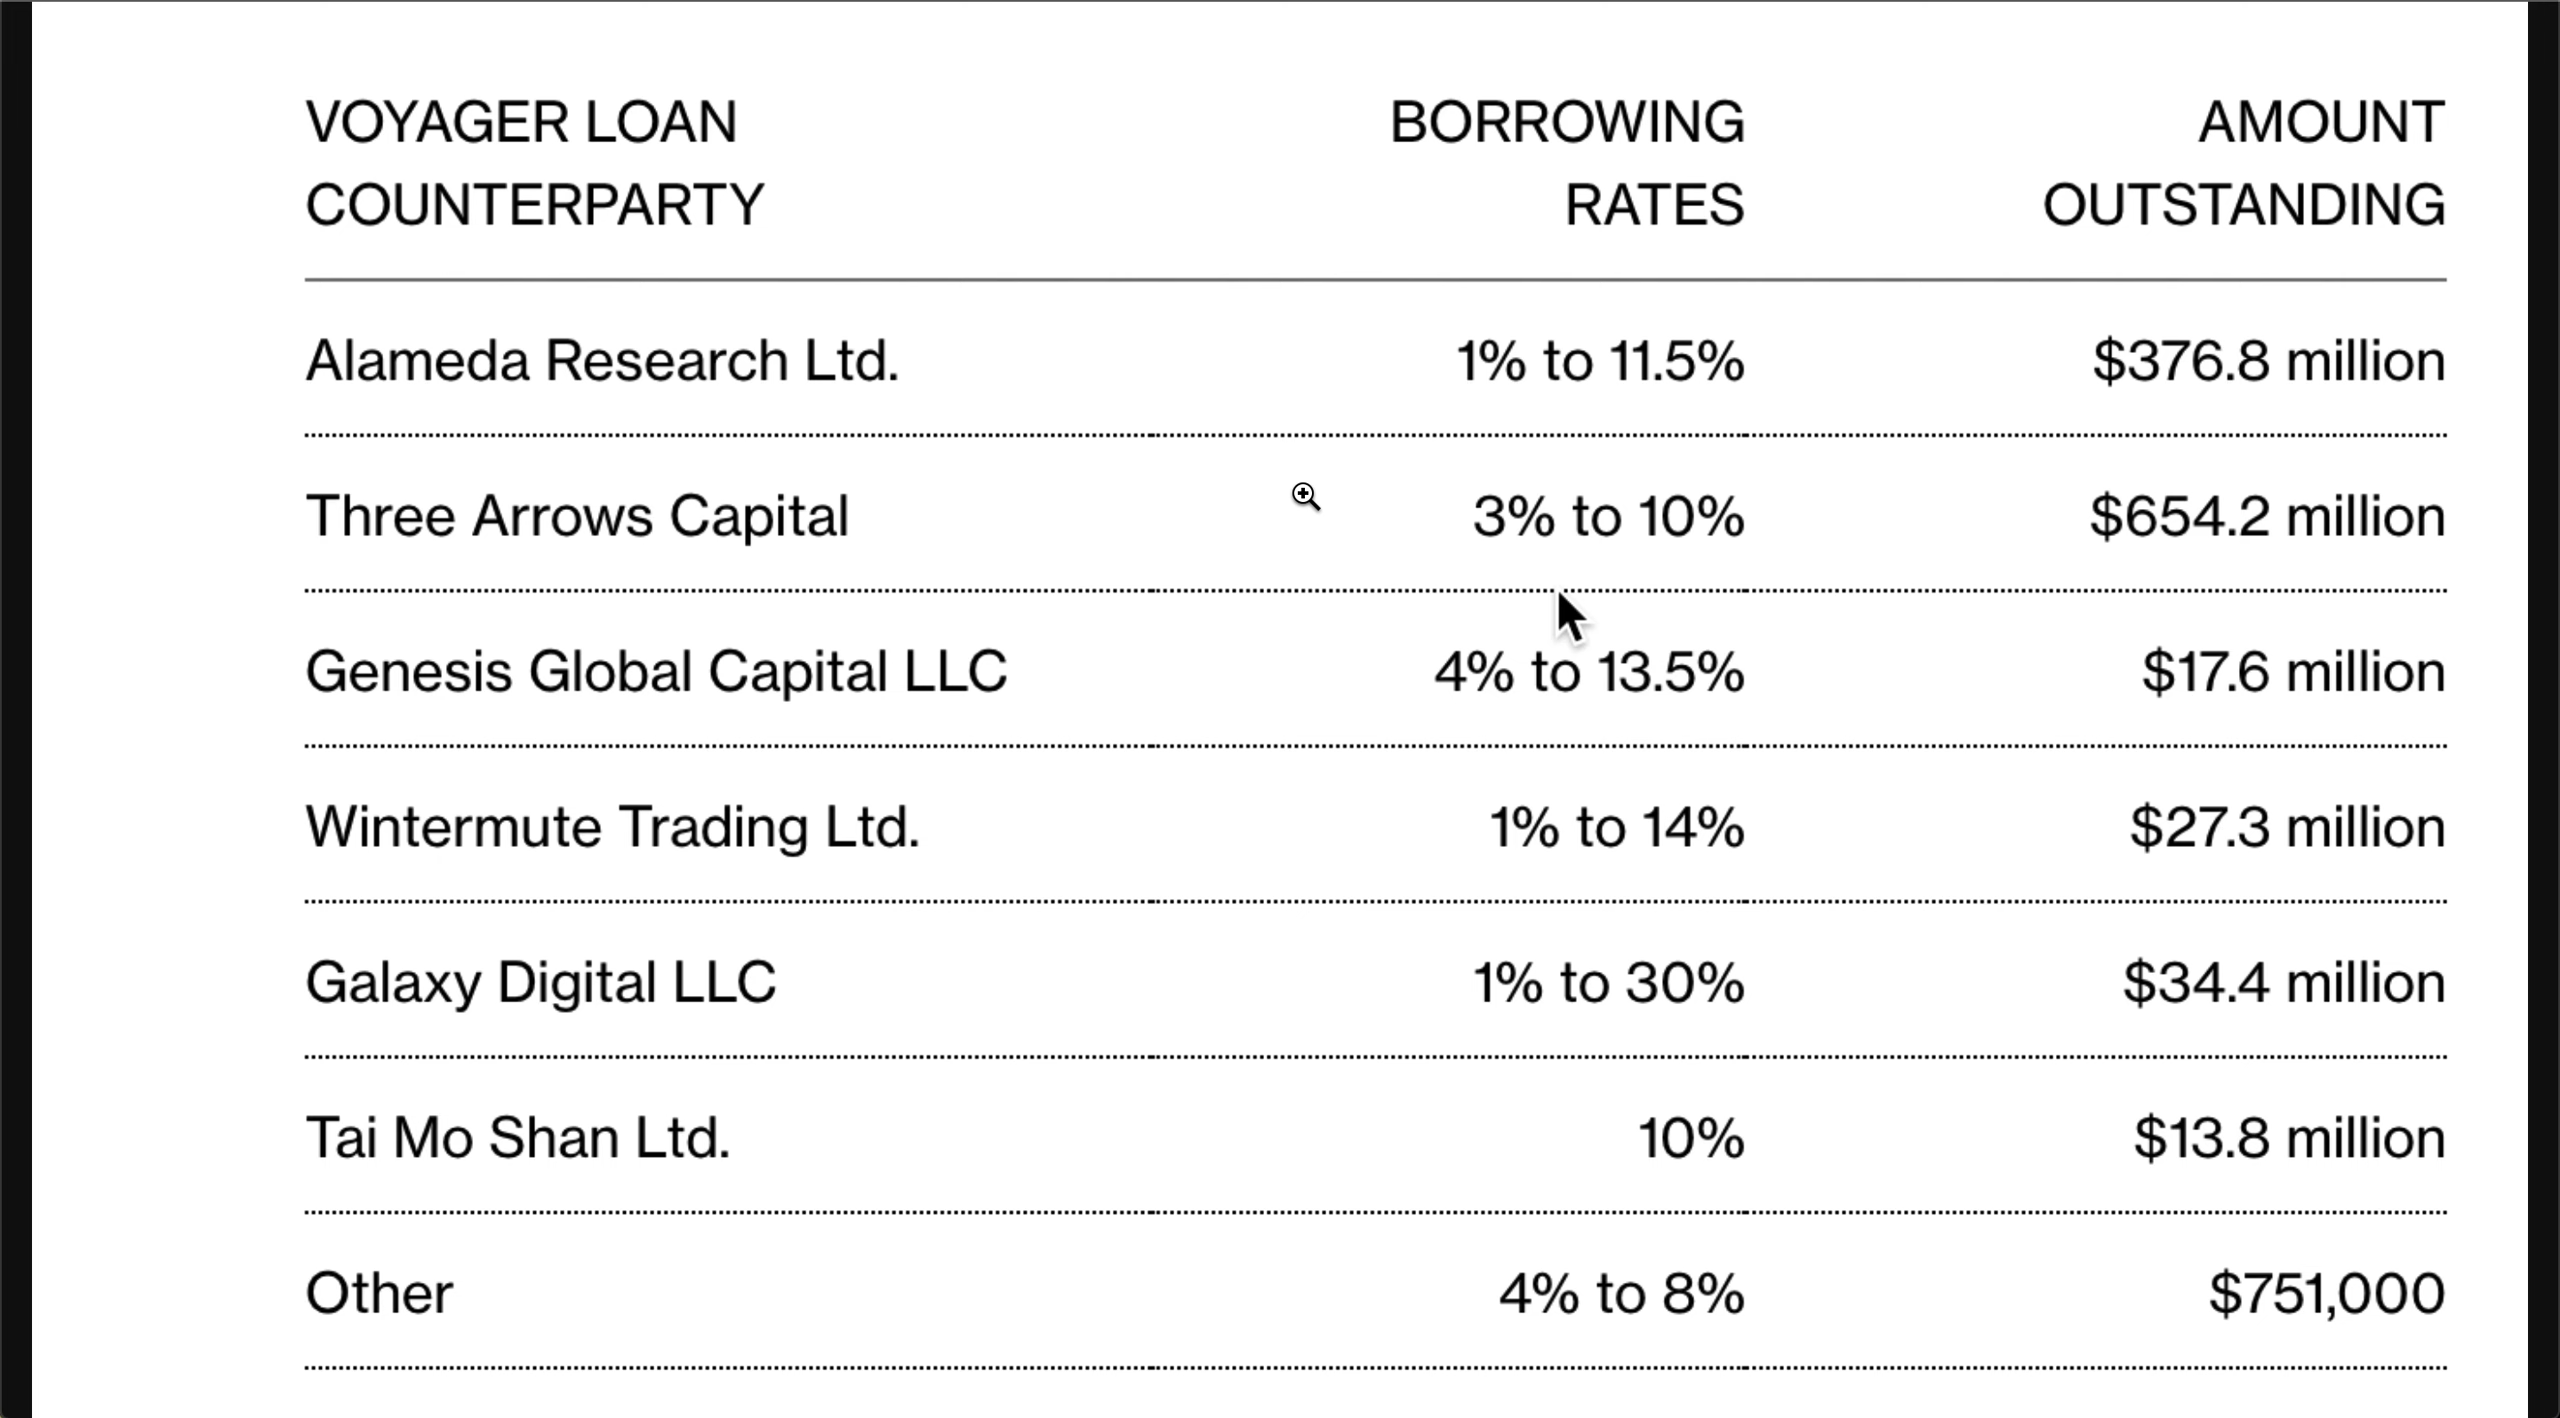 VOYAGER LOAN COUNTERPARTY BORROWING RATES AMOUNT OUTSTANDING
Alameda Research Ltd. 1% to 11.5% $376.8 million
Three Arrows Capital 3% to 10% $654.2 million
Genesis Global Capital LLC 4% to 13.5% $17.6 million
Wintermute Trading Ltd. 1% to 14% $27.3 million
Galaxy Digital LLC 1% to 30% $34.4 million
Tai Mo Shan Ltd. 10% $13.8 million
Other 4% to 8% $751,000